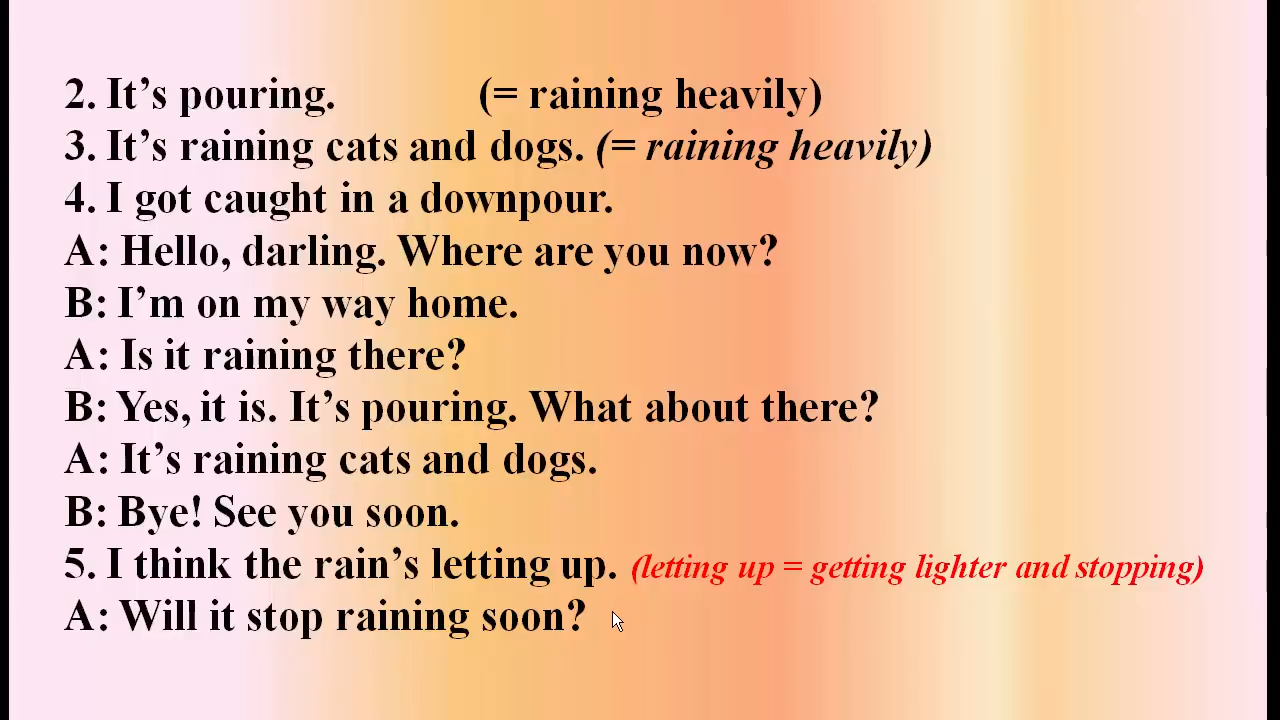 2. It’s pouring. (= raining heavily)
3. It’s raining cats and dogs. (= raining heavily)
4. I got caught in a downpour.
A: Hello, darling. Where are you now?
B: I’m on my way home.
A: Is it raining there?
B: Yes, it is. It’s pouring. What about there?
A: It’s raining cats and dogs.
B: Bye! See you soon.
5. I think the rain’s letting up. (letting up = getting lighter and stopping)
A: Will it stop raining soon?